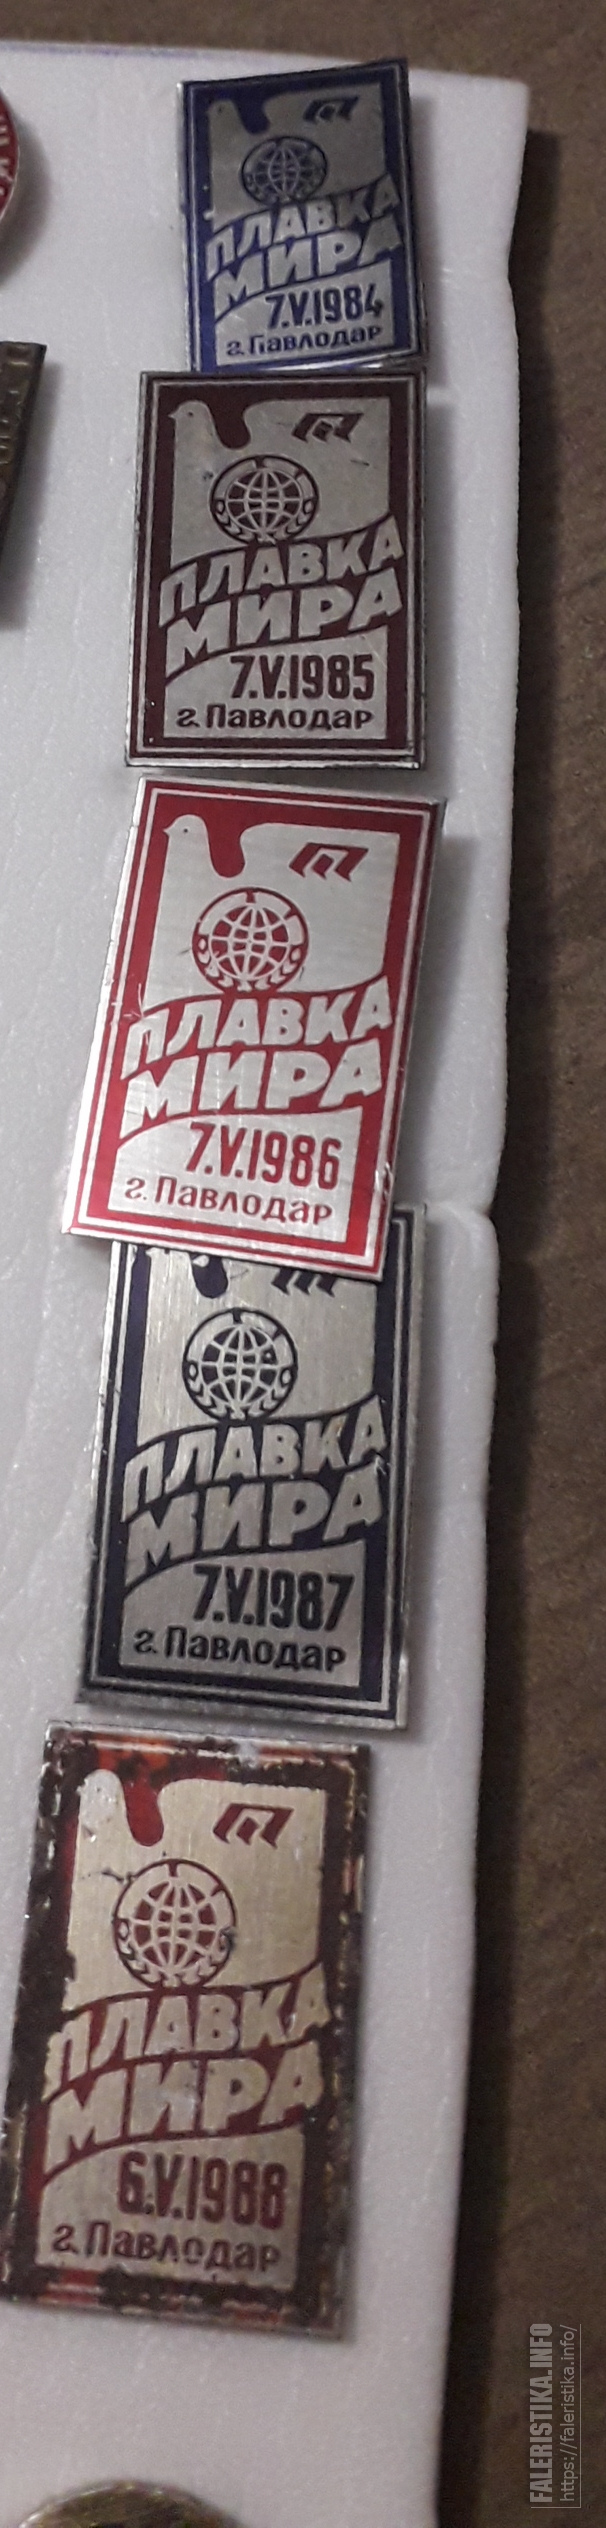 ПЛАВКА
МИРА
7.V.1984
г. Павлодар
ПЛАВКА
МИРА
7.V.1985
г. Павлодар
ПЛАВКА
МИРА
7.V.1986
г. Павлодар
ПЛАВКА
МИРА
7.V.1987
г. Павлодар
ПЛАВКА
МИРА
6.V.1988
г. Павлодар
FALERISTIKA.INFO
https://faleristika.info/